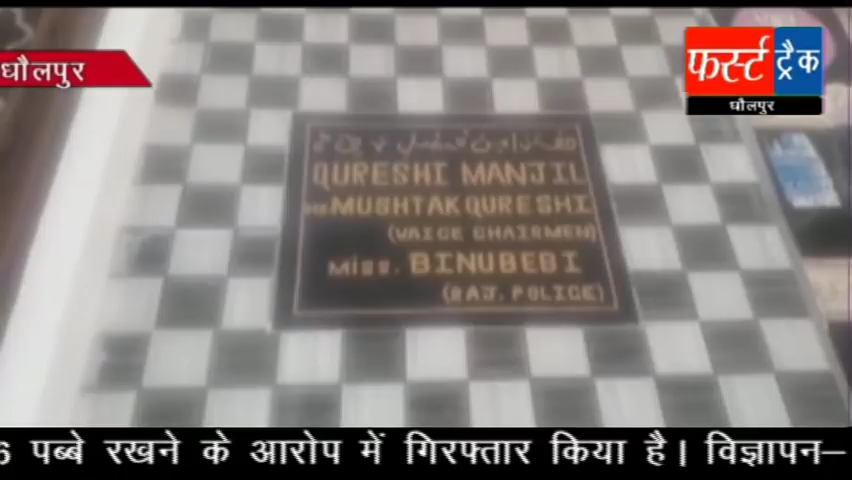 धौलपुर
फर्स्ट ट्रैक
धौलपुर
QURESHI MANJIL
MUSHTAK QURESHI
(VAICE CHAIRMEN)
MISS. BINUBEBI
(RAJ. POLICE)
6 पब्बे रखने के आरोप में गिरफ्तार किया है। विज्ञापन–